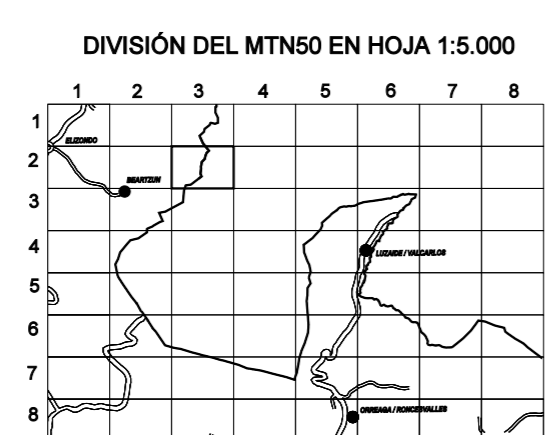 DIVISIÓN DEL MTN50 EN HOJA 1:5.000
1 2 3 4 5 6 7 8
1
ELIZONDO
2
BEARTZUN
3
4
LUZAIDE / VALCARLOS
5
6
7
ORREAGA / RONCESVALLES
8